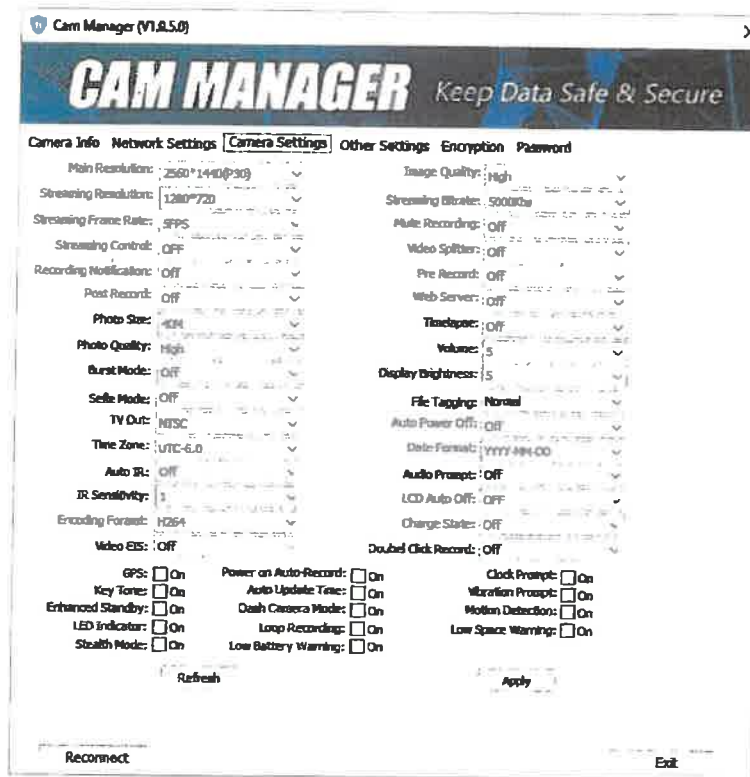 Cam Manager (V1.0.5.0)
CAM MANAGER Keep Data Safe & Secure
Camera Info Network Settings Camera Settings Other Settings Encryption Password
Main Resolution: 2560*1440(P30) Image Quality: High
Streaming Resolution: 1280*720 Streaming Bitrate:
Streaming Frame Rate: 5FPS Mute Recording: Off
Streaming Control: OFF Video Splitter: Off
Recording Notification: Off Pre Record: Off
Post Record: Off Web Server: Off
Photo Size: 40M Timelapse: Off
Photo Quality: High Volume: 5
Burst Mode: Off Display Brightness: 5
Selfie Mode: Off File Tagging: Normal
TV Out: NTSC Auto Power Off: Off
Time Zone: UTC-6.0 Date Format: YYYY-MM-DD
Auto IR: Off Audio Prompt: Off
IR Sensitivity: 1 LCD Auto Off: OFF
Encoding Format: H264 Charge State: Off
Video EIS: Off Doubel Click Record: Off
GPS: On Power on Auto-Record: On Clock Prompt: On
Key Tone: On Auto Update Time: On Vibration Prompt: On
Enhanced Standby: On Dash Camera Mode: On Motion Detection: On
LED Indicator: On Loop Recording: On Low Space Warning: On
Stealth Mode: On Low Battery Warning: On
Refresh Apply
Reconnect Exit